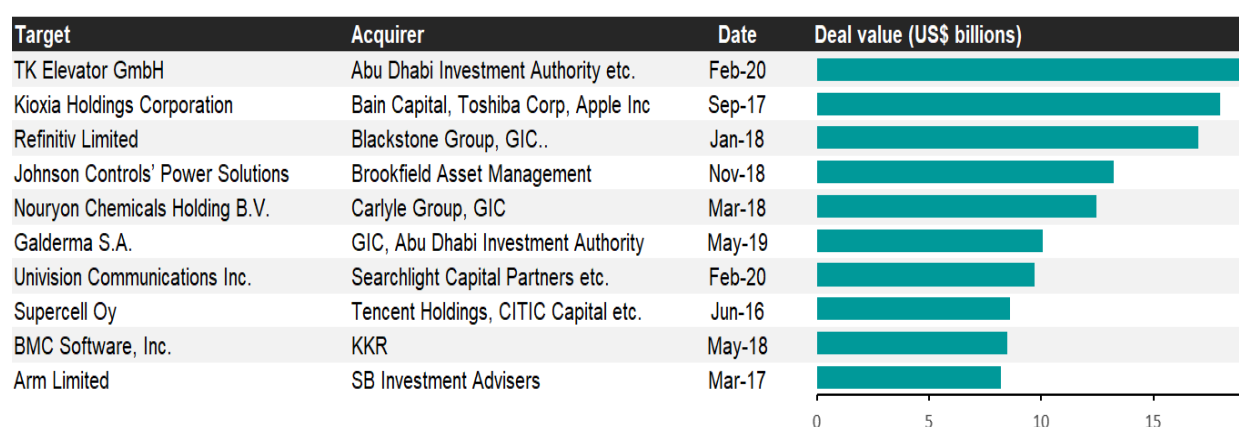 Target Acquirer Date Deal value (US$ billions)
TK Elevator GmbH Abu Dhabi Investment Authority etc. Feb-20
Kioxia Holdings Corporation Bain Capital, Toshiba Corp, Apple Inc Sep-17
Refinitiv Limited Blackstone Group, GIC.. Jan-18
Johnson Controls’ Power Solutions Brookfield Asset Management Nov-18
Nouryon Chemicals Holding B.V. Carlyle Group, GIC Mar-18
Galderma S.A. GIC, Abu Dhabi Investment Authority May-19
Univision Communications Inc. Searchlight Capital Partners etc. Feb-20
Supercell Oy Tencent Holdings, CITIC Capital etc. Jun-16
BMC Software, Inc. KKR May-18
Arm Limited SB Investment Advisers Mar-17
0 5 10 15